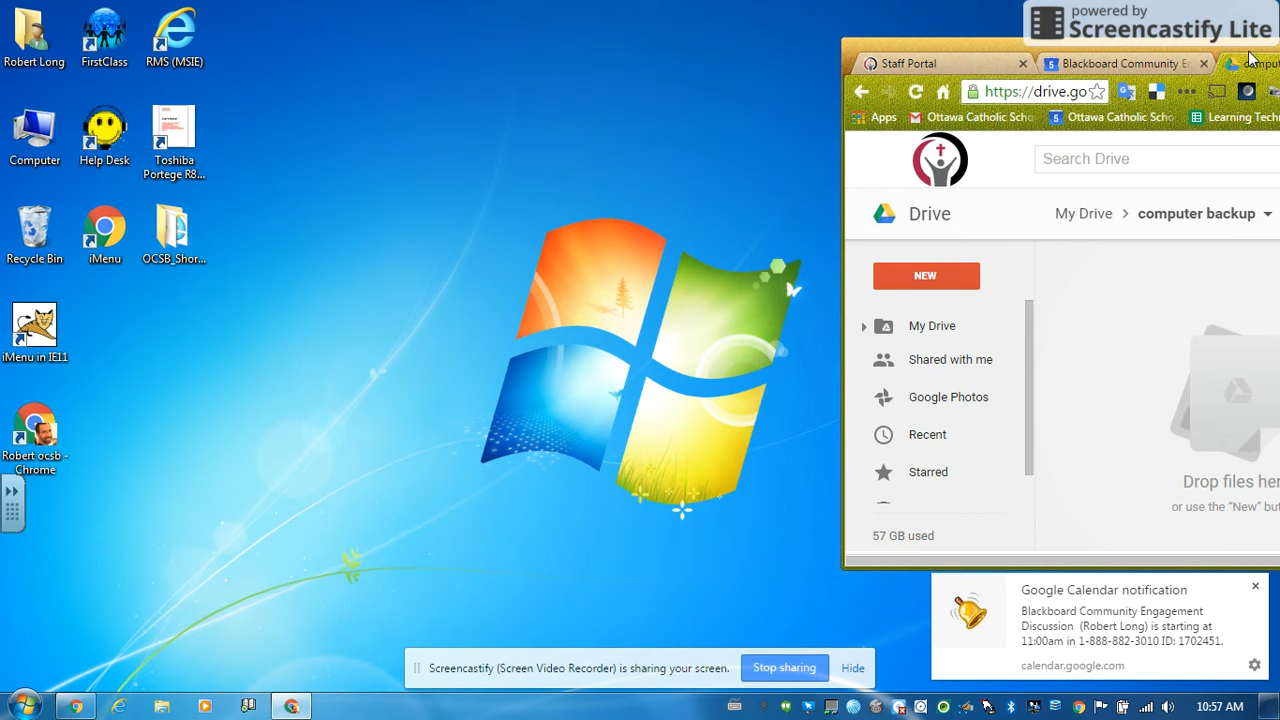 Robert Long
FirstClass
RMS (MSIE)
Computer
Help Desk
Toshiba
Portege R8...
Recycle Bin
iMenu
OCSB_Shor...
iMenu in IE11
Robert ocsb -
Chrome
powered by
Screencastify Lite
Staff Portal
Blackboard Community E
comput
https://drive.go
Apps
Ottawa Catholic Scho
Ottawa Catholic Scho
Learning Techn
Search Drive
Drive
My Drive
computer backup
NEW
My Drive
Shared with me
Google Photos
Recent
Starred
57 GB used
Drop files her
or use the “New” but
Google Calendar notification
Blackboard Community Engagement
Discussion (Robert Long) is starting at
11:00am in 1-888-882-3010 ID: 1702451.
calendar.google.com
Screencastify (Screen Video Recorder) is sharing your screen.
Stop sharing
Hide
10:57 AM